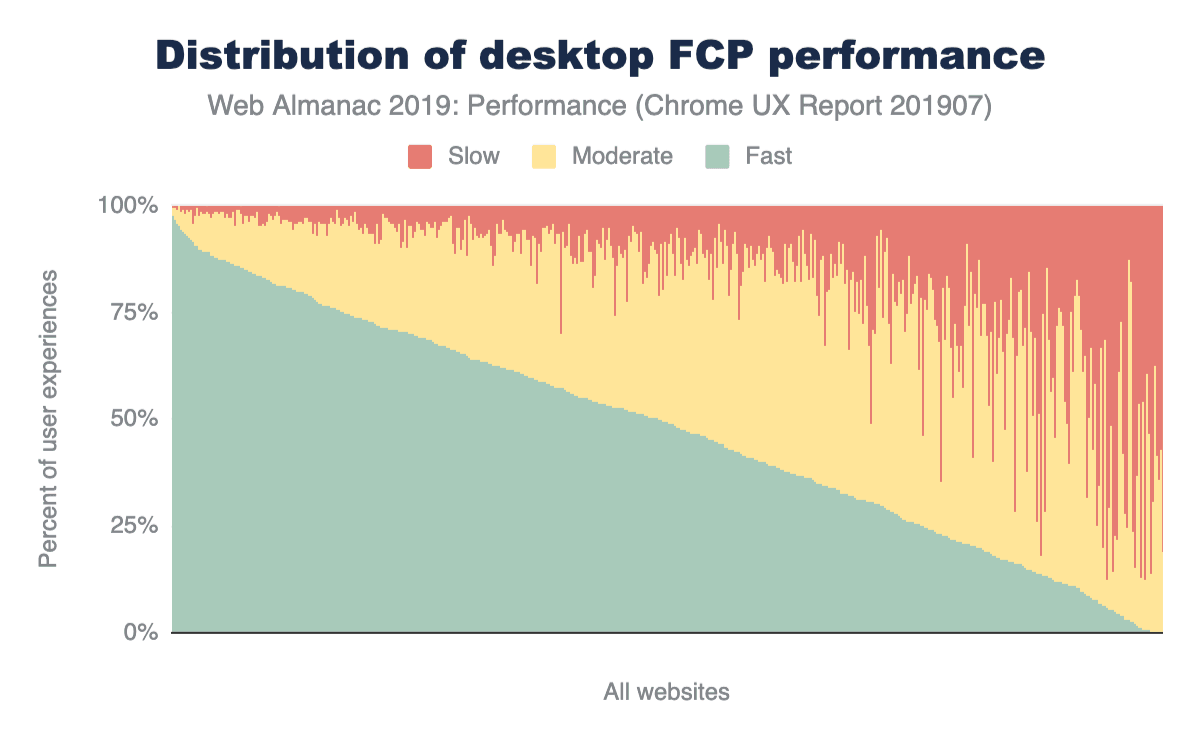 Distribution of desktop FCP performance
Web Almanac 2019: Performance (Chrome UX Report 201907)
Slow Moderate Fast
100%
75%
50%
25%
0%
Percent of user experiences
All websites